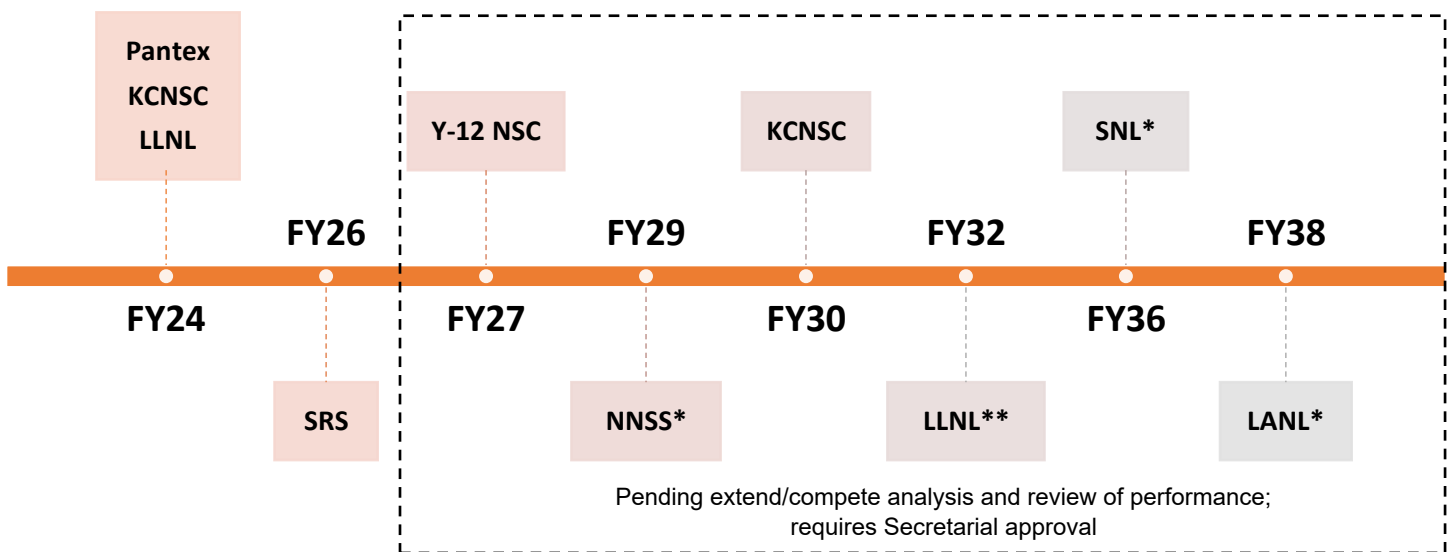 Pantex
KCNSC
LLNL
Y-12 NSC
KCNSC
SNL*
FY26
FY29
FY32
FY38
FY24
FY27
FY30
FY36
SRS
NNSS*
LLNL**
LANL*
Pending extend/compete analysis and review of performance;
requires Secretarial approval